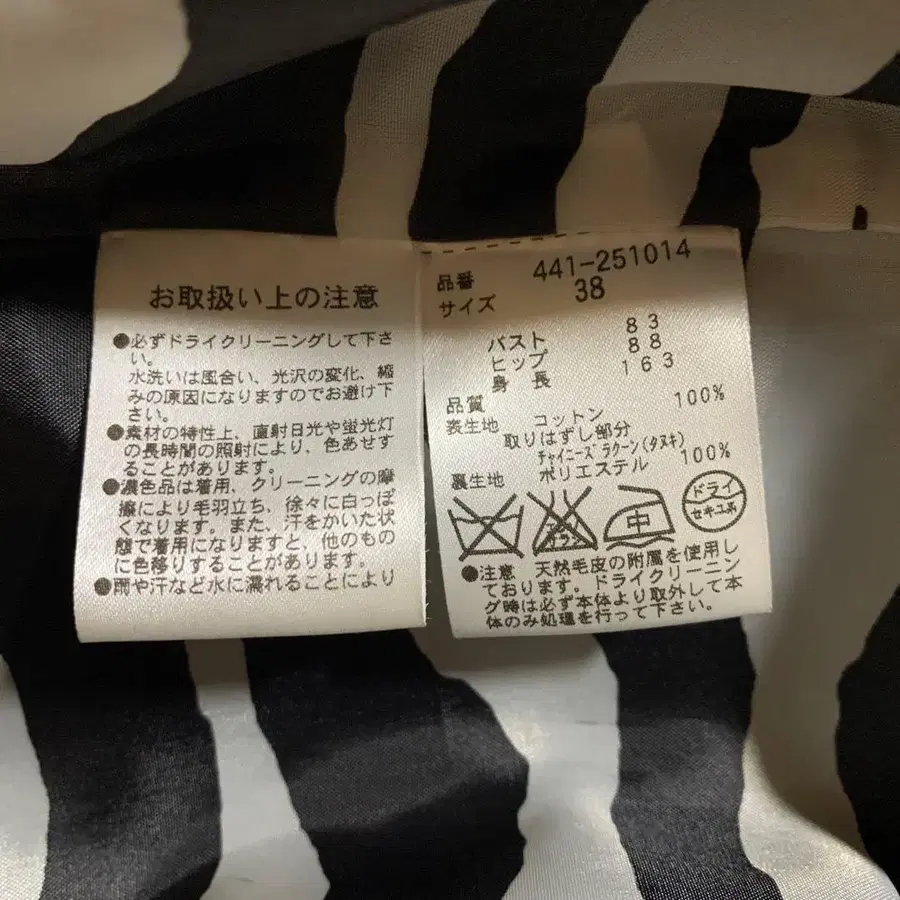 お取扱い上の注意
●必ずドライクリーニングして下さ
い。
水洗いは風合い、光沢の変化、縮
みの原因になりますのでお避け下
さい。
●素材の特性上、直射日光や蛍光灯
の長時間の照射により、色あせす
ることがあります。
●濃色品は着用、クリーニングの摩
擦により毛羽立ち、徐々に白っぽ
くなります。また、汗をかいた状
態で着用になりますと、他のもの
に色移りすることがあります。
●雨や汗など水に濡れることにより
品番 441-251014
サイズ 38
バスト 83
ヒップ 88
身長 163
品質
表生地 コットン 100%
取りはずし部分
チャイニーズラクーン(タヌキ)
裏生地 ポリエステル 100%
エンソサラシ
中
ドライ
セキユ系
●注意 天然毛皮の附属を使用し
ております。ドライクリーニン
グ時は必ず本体より取外して本
体のみ処理を行って下さい。